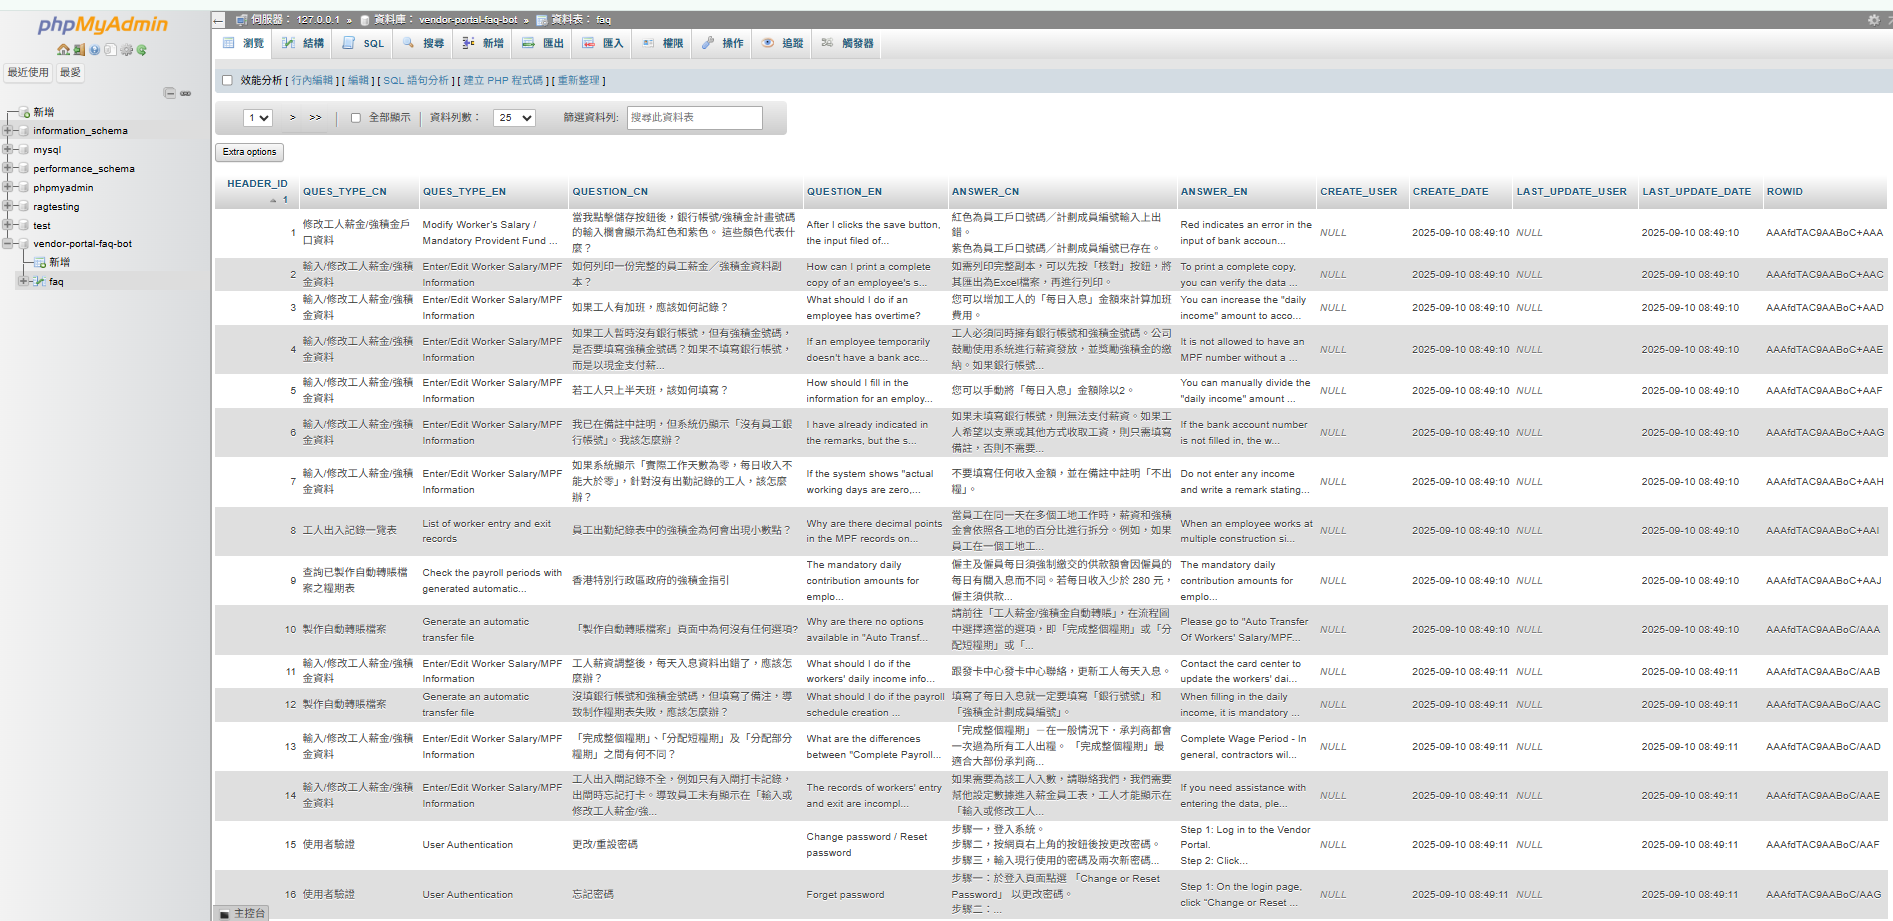 phpMyAdmin
最近使用 最愛
新增
information_schema
mysql
performance_schema
phpmyadmin
ragtesting
test
vendor-portal-faq-bot
新增
faq
伺服器： 127.0.0.1 » 資料庫： vendor-portal-faq-bot » 資料表： faq
瀏覽 結構 SQL 搜尋 新增 匯出 匯入 權限 操作 追蹤 觸發器
效能分析 [ 行內編輯 ] [ 編輯 ] [ SQL 語句分析 ] [ 建立 PHP 程式碼 ] [ 重新整理 ]
1 > >> 全部顯示 資料列數： 25 篩選資料列: 搜尋此資料表
Extra options
HEADER_ID 1 QUES_TYPE_CN QUES_TYPE_EN QUESTION_CN QUESTION_EN ANSWER_CN ANSWER_EN CREATE_USER CREATE_DATE LAST_UPDATE_USER LAST_UPDATE_DATE ROWID
1
修改工人薪金/強積金戶
口資料
Modify Worker's Salary /
Mandatory Provident Fund ...
當我點擊儲存按鈕後，銀行帳號/強積金計畫號碼
的輸入欄會顯示為紅色和紫色。 這些顏色代表什
麼？
After I clicks the save button,
the input filed of...
紅色為員工戶口號碼／計劃成員編號輸入上出
錯。
紫色為員工戶口號碼／計劃成員編號已存在。
Red indicates an error in the
input of bank accoun...
NULL 2025-09-10 08:49:10 NULL 2025-09-10 08:49:10 AAAfdTAC9AABoC+AAA
2
輸入/修改工人薪金/強積
金資料
Enter/Edit Worker Salary/MPF
Information
如何列印一份完整的員工薪金／強積金資料副
本？
How can I print a complete
copy of an employee's s...
如需列印完整副本，可以先按「核對」按鈕，將
其匯出為Excel檔案，再進行列印。
To print a complete copy,
you can verify the data ...
NULL 2025-09-10 08:49:10 NULL 2025-09-10 08:49:10 AAAfdTAC9AABoC+AAC
3
輸入/修改工人薪金/強積
金資料
Enter/Edit Worker Salary/MPF
Information
如果工人有加班，應該如何記錄？
What should I do if an
employee has overtime?
您可以增加工人的「每日入息」金額來計算加班
費用。
You can increase the "daily
income" amount to acco...
NULL 2025-09-10 08:49:10 NULL 2025-09-10 08:49:10 AAAfdTAC9AABoC+AAD
4
輸入/修改工人薪金/強積
金資料
Enter/Edit Worker Salary/MPF
Information
如果工人暫時沒有銀行帳號，但有強積金號碼，
是否要填寫強積金號碼？如果不填寫銀行帳號，
而是以現金支付薪...
If an employee temporarily
doesn't have a bank acc...
工人必須同時擁有銀行帳號和強積金號碼。公司
鼓勵使用系統進行薪資發放，並獎勵強積金的繳
納。如果銀行帳號...
It is not allowed to have an
MPF number without a ...
NULL 2025-09-10 08:49:10 NULL 2025-09-10 08:49:10 AAAfdTAC9AABoC+AAE
5
輸入/修改工人薪金/強積
金資料
Enter/Edit Worker Salary/MPF
Information
若工人只上半天班，該如何填寫？
How should I fill in the
information for an employ...
您可以手動將「每日入息」金額除以2。
You can manually divide the
"daily income" amount ...
NULL 2025-09-10 08:49:10 NULL 2025-09-10 08:49:10 AAAfdTAC9AABoC+AAF
6
輸入/修改工人薪金/強積
金資料
Enter/Edit Worker Salary/MPF
Information
我已在備註中註明，但系統仍顯示「沒有員工銀
行帳號」。我該怎麼辦？
I have already indicated in
the remarks, but the s...
如果未填寫銀行帳號，則無法支付薪資。如果工
人希望以支票或其他方式收取工資，則只需填寫
備註，否則不需要...
If the bank account number
is not filled in, the w...
NULL 2025-09-10 08:49:10 NULL 2025-09-10 08:49:10 AAAfdTAC9AABoC+AAG
7
輸入/修改工人薪金/強積
金資料
Enter/Edit Worker Salary/MPF
Information
如果系統顯示「實際工作天數為零，每日收入不
能大於零」，針對沒有出勤記錄的工人，該怎麼
辦？
If the system shows "actual
working days are zero,...
不要填寫任何收入金額，並在備註中註明「不出
糧」。
Do not enter any income
and write a remark stating...
NULL 2025-09-10 08:49:10 NULL 2025-09-10 08:49:10 AAAfdTAC9AABoC+AAH
8
工人出入記錄一覽表
List of worker entry and exit
records
員工出勤紀錄表中的強積金為何會出現小數點？
Why are there decimal points
in the MPF records on...
當員工在同一天在多個工地工作時，薪資和強積
金會依照各工地的百分比進行拆分。例如，如果
員工在一個工地工...
When an employee works at
multiple construction si...
NULL 2025-09-10 08:49:10 NULL 2025-09-10 08:49:10 AAAfdTAC9AABoC+AAI
9
查詢已製作自動轉賬檔
案之糧期表
Check the payroll periods with
generated automatic...
香港特別行政區政府的強積金指引
The mandatory daily
contribution amounts for
emplo...
僱主及僱員每日須強制繳交的供款額會因僱員的
每日有關入息而不同。若每日收入少於 280 元，
僱主須供款...
The mandatory daily
contribution amounts for
emplo...
NULL 2025-09-10 08:49:10 NULL 2025-09-10 08:49:10 AAAfdTAC9AABoC+AAJ
10
製作自動轉賬檔案
Generate an automatic
transfer file
「製作自動轉賬檔案」頁面中為何沒有任何選項?
Why are there no options
available in "Auto Transf...
請前往「工人薪金/強積金自動轉賬」，在流程圖
中選擇適當的選項，即「完成整個糧期」或「分
配短糧期」或「...
Please go to "Auto Transfer
Of Workers' Salary/MPF...
NULL 2025-09-10 08:49:10 NULL 2025-09-10 08:49:10 AAAfdTAC9AABoC/AAA
11
輸入/修改工人薪金/強積
金資料
Enter/Edit Worker Salary/MPF
Information
工人薪資調整後，每天入息資料出錯了，應該怎
麼辦？
What should I do if the
workers' daily income info...
跟發卡中心發卡中心聯絡，更新工人每天入息。
Contact the card center to
update the workers' dai...
NULL 2025-09-10 08:49:11 NULL 2025-09-10 08:49:11 AAAfdTAC9AABoC/AAB
12
製作自動轉賬檔案
Generate an automatic
transfer file
沒填銀行帳號和強積金號碼，但填寫了備注，導
致制作糧期表失敗，應該怎麼辦？
What should I do if the payroll
schedule creation ...
填寫了每日入息就一定要填寫「銀行號號」和
「強積金計劃成員編號」。
When filling in the daily
income, it is mandatory ...
NULL 2025-09-10 08:49:11 NULL 2025-09-10 08:49:11 AAAfdTAC9AABoC/AAC
13
輸入/修改工人薪金/強積
金資料
Enter/Edit Worker Salary/MPF
Information
「完成整個糧期」、「分配短糧期」及「分配部分
糧期」之間有何不同？
What are the differences
between "Complete Payroll...
「完成整個糧期」－在一般情況下，承判商都會
一次過為所有工人出糧。 「完成整個糧期」最
適合大部份承判商...
Complete Wage Period - In
general, contractors wil...
NULL 2025-09-10 08:49:11 NULL 2025-09-10 08:49:11 AAAfdTAC9AABoC/AAD
14
輸入/修改工人薪金/強積
金資料
Enter/Edit Worker Salary/MPF
Information
工人出入閘記錄不全，例如只有入閘打卡記錄，
出閘時忘記打卡。導致員工未有顯示在「輸入或
修改工人薪金/強...
The records of workers' entry
and exit are incompl...
如果需要為該工人入數，請聯絡我們，我們需要
幫他設定數據進入薪金員工表，工人才能顯示在
「輸入或修改工人...
If you need assistance with
entering the data, ple...
NULL 2025-09-10 08:49:11 NULL 2025-09-10 08:49:11 AAAfdTAC9AABoC/AAE
15
使用者驗證
User Authentication
更改/重設密碼
Change password / Reset
password
步驟一，登入系統。
步驟二，按網頁右上角的按鈕後按更改密碼。
步驟三，輸入現行使用的密碼及兩次新密碼...
Step 1: Log in to the Vendor
Portal.
Step 2: Click...
NULL 2025-09-10 08:49:11 NULL 2025-09-10 08:49:11 AAAfdTAC9AABoC/AAF
16
使用者驗證
User Authentication
忘記密碼
Forget password
步驟一：於登入頁面點選 「Change or Reset
Password」 以更改密碼。
步驟二：...
Step 1: On the login page,
click "Change or Reset ...
NULL 2025-09-10 08:49:11 NULL 2025-09-10 08:49:11 AAAfdTAC9AABoC/AAG
主控台